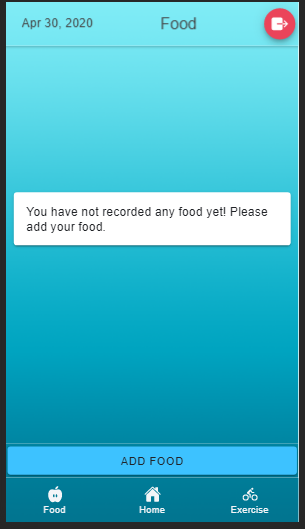 Apr 30, 2020 Food
You have not recorded any food yet! Please
add your food.
ADD FOOD
Food Home Exercise